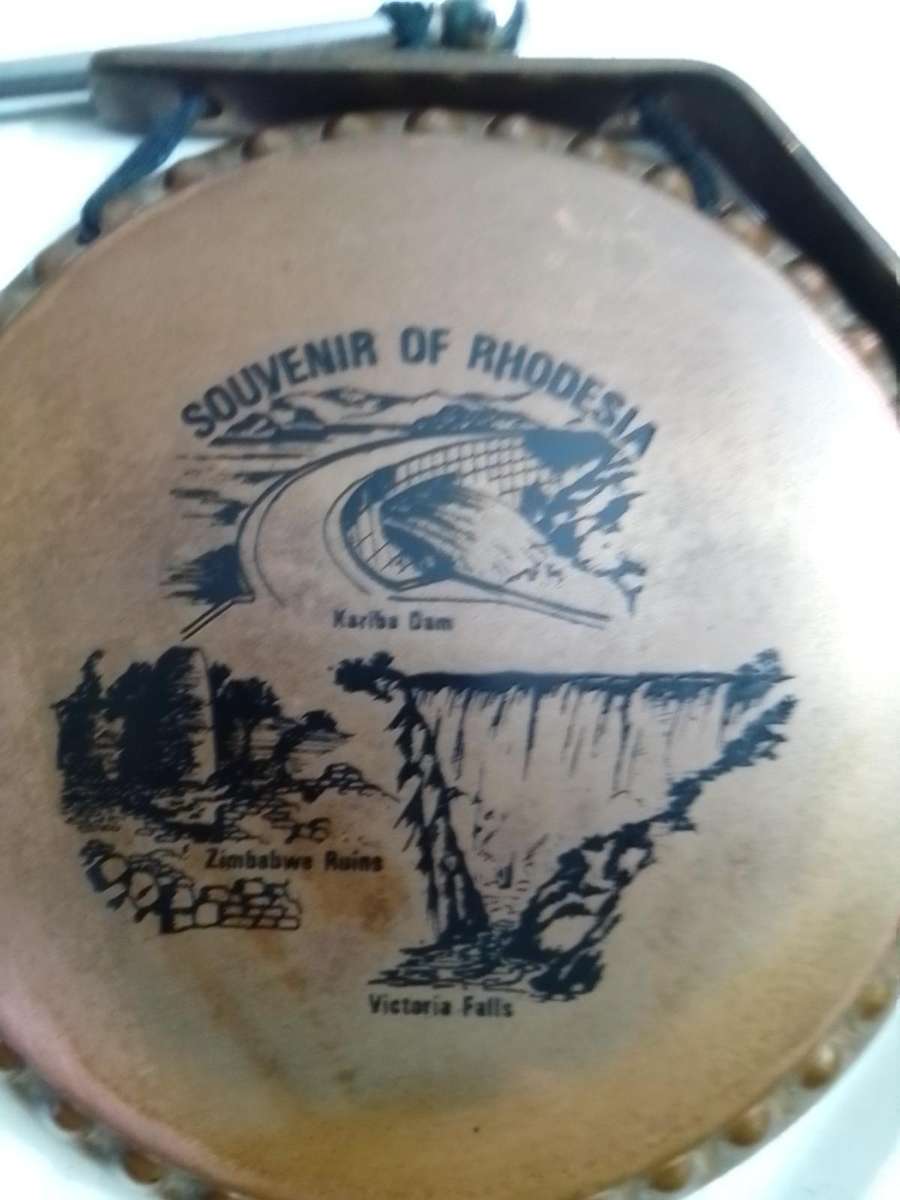 SOUVENIR OF RHODESIA
Kariba Dam
Zimbabwe Ruins
Victoria Falls